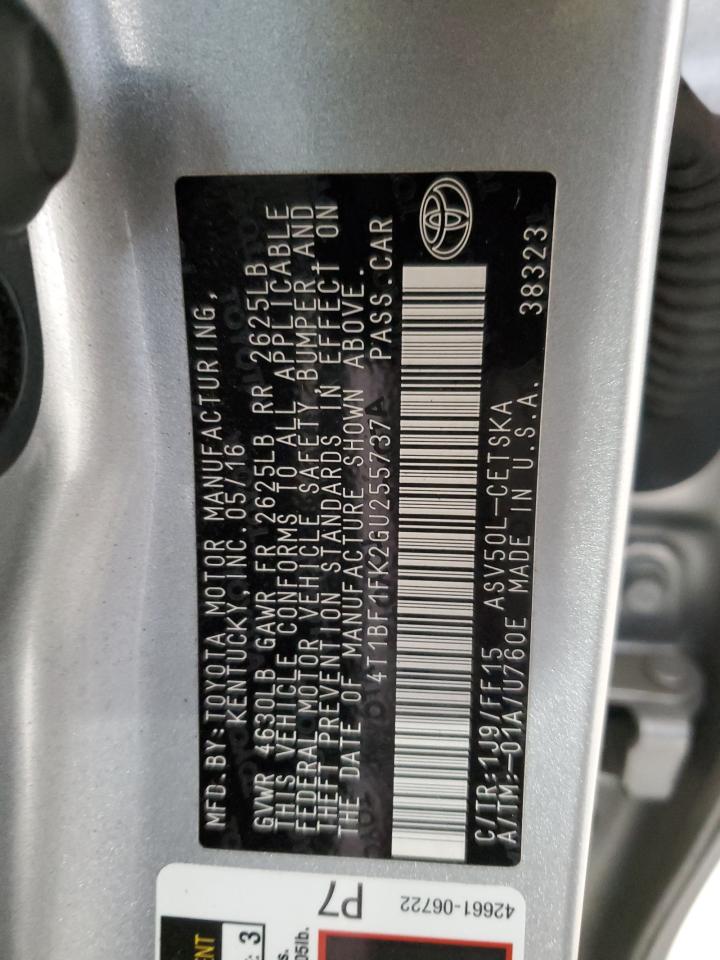 MFD.BY:TOYOTA MOTOR MANUFACTURING,
KENTUCKY,INC. 05/16
GVWR 4630LB GAWR FR 2625LB RR 2625LB
THIS VEHICLE CONFORMS TO ALL APPLICABLE
FEDERAL MOTOR VEHICLE SAFETY,BUMPER,AND
THEFT PREVENTION STANDARDS IN EFFECT ON
THE DATE OF MANUFACTURE SHOWN ABOVE.
4T1BF1FK2GU255737 PASS.CAR
C/TR:1J9/FF15 ASV50L-CETSKA
A/TM:-01A/U760E MADE IN U.S.A. 38323
P7
42661-06722
3